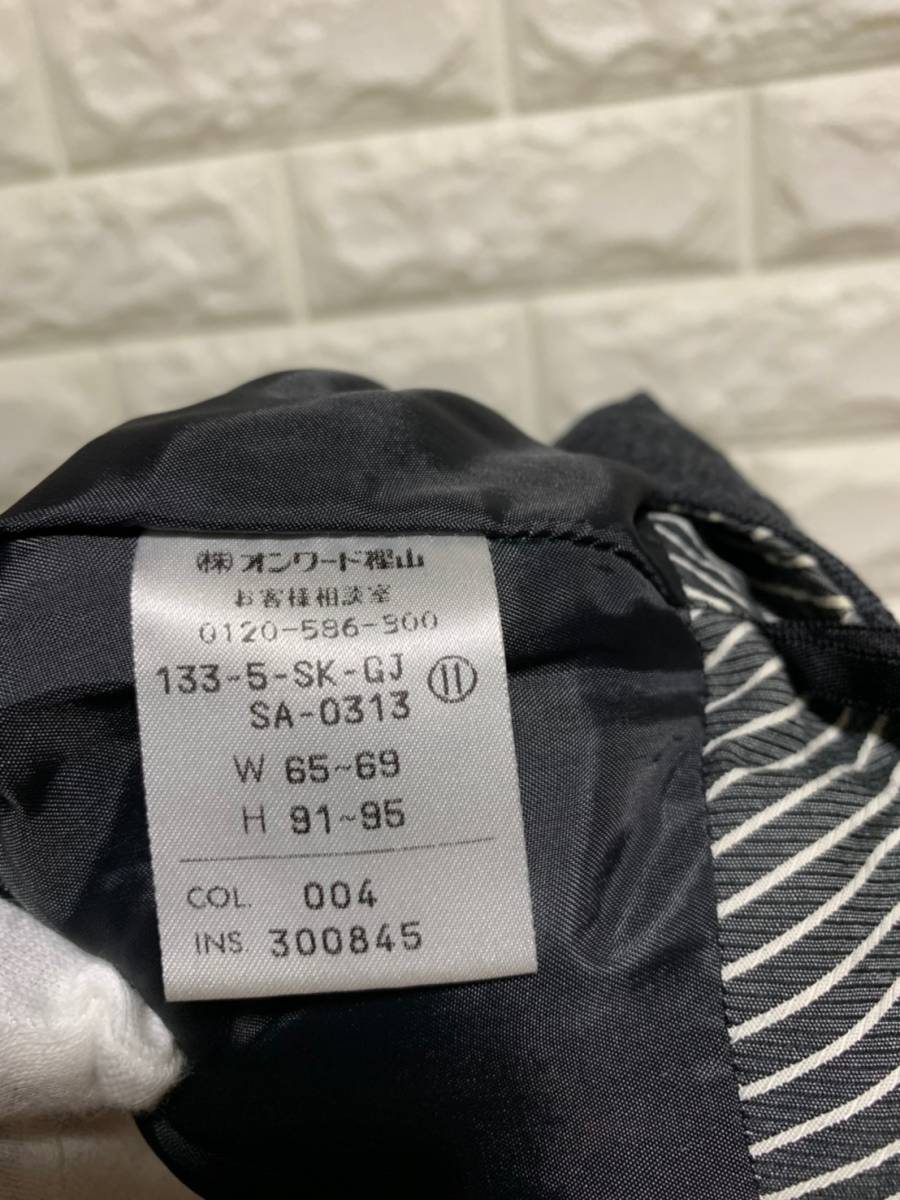 (株)オンワード樫山
お客様相談室
0120-586-300
133-5-SK-GJ ⑪
SA-0313
W 65~69
H 91~95
COL. 004
INS. 300845